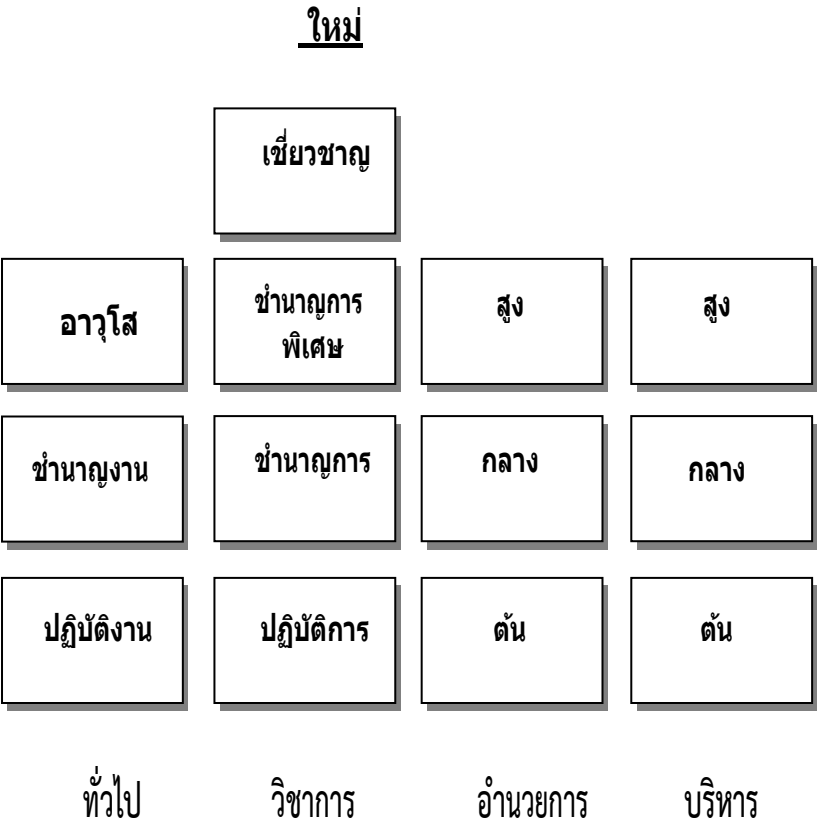 ใหม่
เชี่ยวชาญ
อาวุโส
ชำนาญการ
พิเศษ
สูง
สูง
ชำนาญงาน
ชำนาญการ
กลาง
กลาง
ปฏิบัติงาน
ปฏิบัติการ
ต้น
ต้น
ทั่วไป
วิชาการ
อำนวยการ
บริหาร